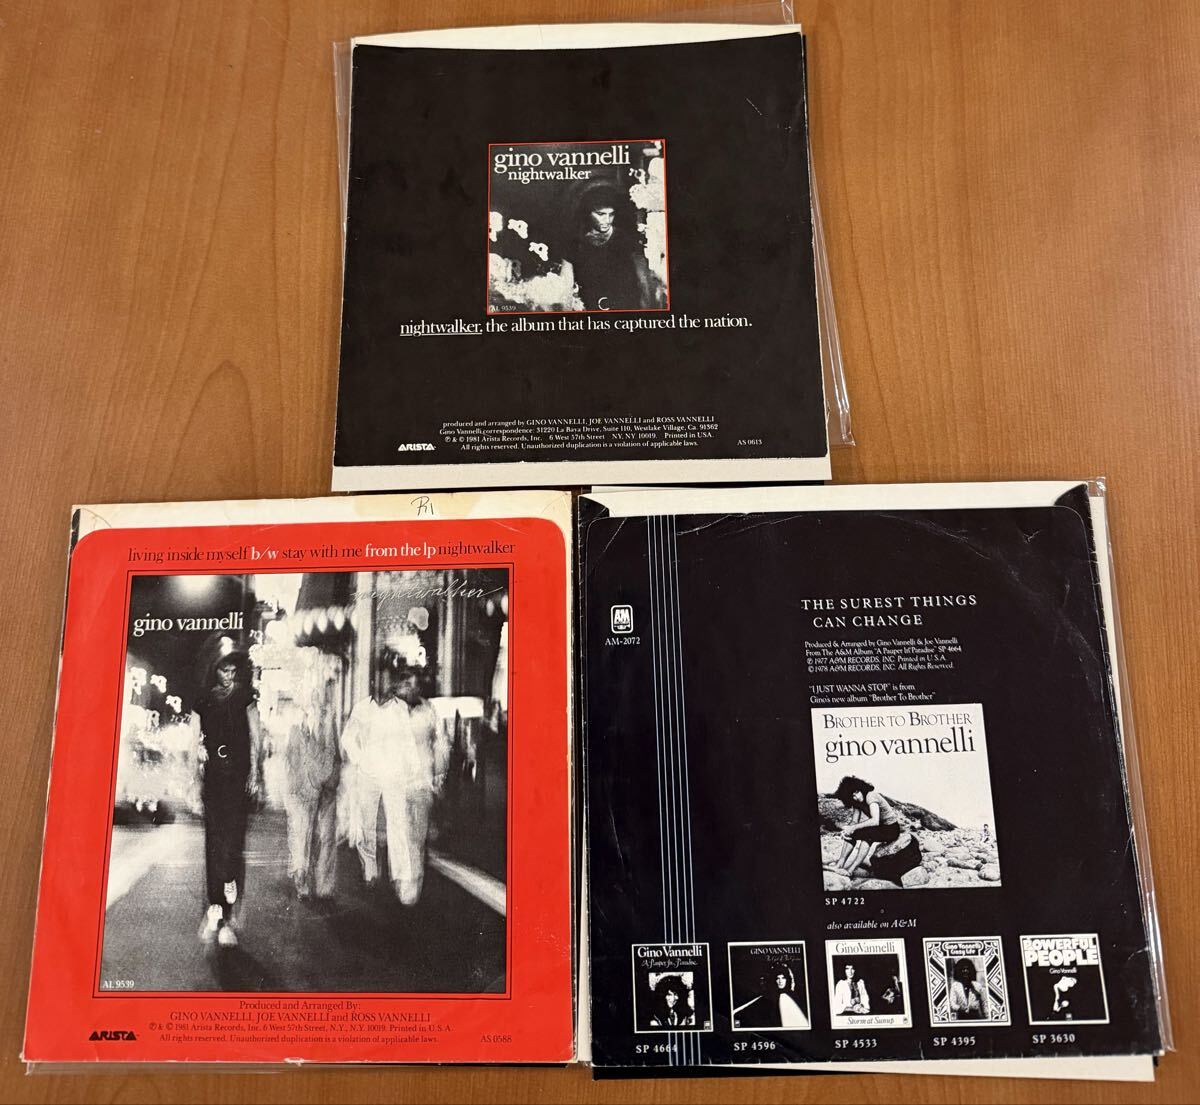 gino vannelli
nightwalker
AL 9539
nightwalker. the album that has captured the nation.
produced and arranged by GINO VANNELLI, JOE VANNELLI and ROSS VANNELLI
Gino Vannelli correspondence: 31220 La Baya Drive, Suite 110, Westlake Village, Ca. 91362
℗ & © 1981 Arista Records, Inc. 6 West 57th Street NY, NY 10019. Printed in USA.
All rights reserved. Unauthorized duplication is a violation of applicable laws.
ARISTA
AS 0613
R1
living inside myself b/w stay with me from the lp nightwalker
nightwalker
gino vannelli
AL 9539
Produced and Arranged By:
GINO VANNELLI, JOE VANNELLI and ROSS VANNELLI
℗ & © 1981 Arista Records, Inc. 6 West 57th Street, N.Y., N.Y. 10019. Printed in U.S.A.
All rights reserved. Unauthorized duplication is a violation of applicable laws.
ARISTA
AS 0588
A&M
AM-2072
THE SUREST THINGS
CAN CHANGE
Produced & Arranged by Gino Vannelli & Joe Vannelli
From The A&M Album "A Pauper In Paradise" SP 4664
℗ 1977 A&M RECORDS, INC. Printed in U.S.A.
© 1978 A&M RECORDS, INC. All Rights Reserved.
"I JUST WANNA STOP" is from
Gino's new album "Brother To Brother"
BROTHER TO BROTHER
gino vannelli
SP 4722
also available on A&M
Gino Vannelli
A Pauper In Paradise
SP 4664
GINO VANNELLI
SP 4596
Gino Vannelli
Storm at Sunup
SP 4533
Gino Vannelli
Crazy Life
SP 4395
POWERFUL
PEOPLE
Gino Vannelli
SP 3630